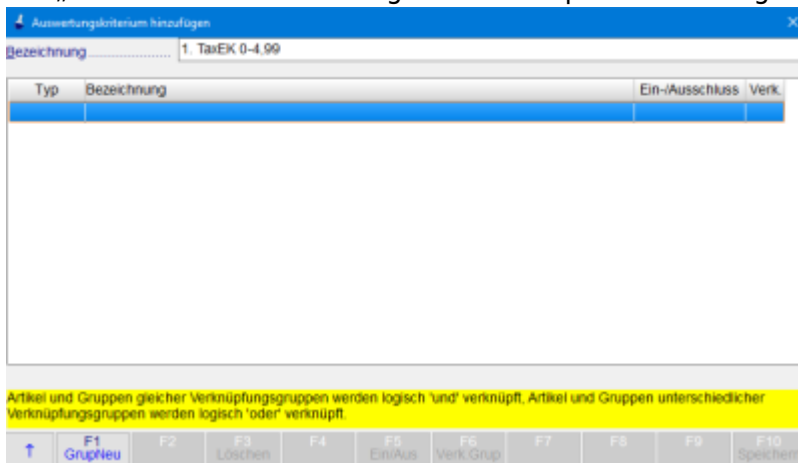 Auswertungskriterium hinzufügen
Bezeichnung 1. TaxEK 0-4,99
Typ Bezeichnung Ein-/Ausschluss Verk.
Artikel und Gruppen gleicher Verknüpfungsgruppen werden logisch 'und' verknüpft, Artikel und Gruppen unterschiedlicher
Verknüpfungsgruppen werden logisch 'oder' verknüpft.
F1 F2 F3 F4 F5 F6 F7 F8 F9 F10
GrupNeu Löschen Ein/Aus Verk.Grup Speichern